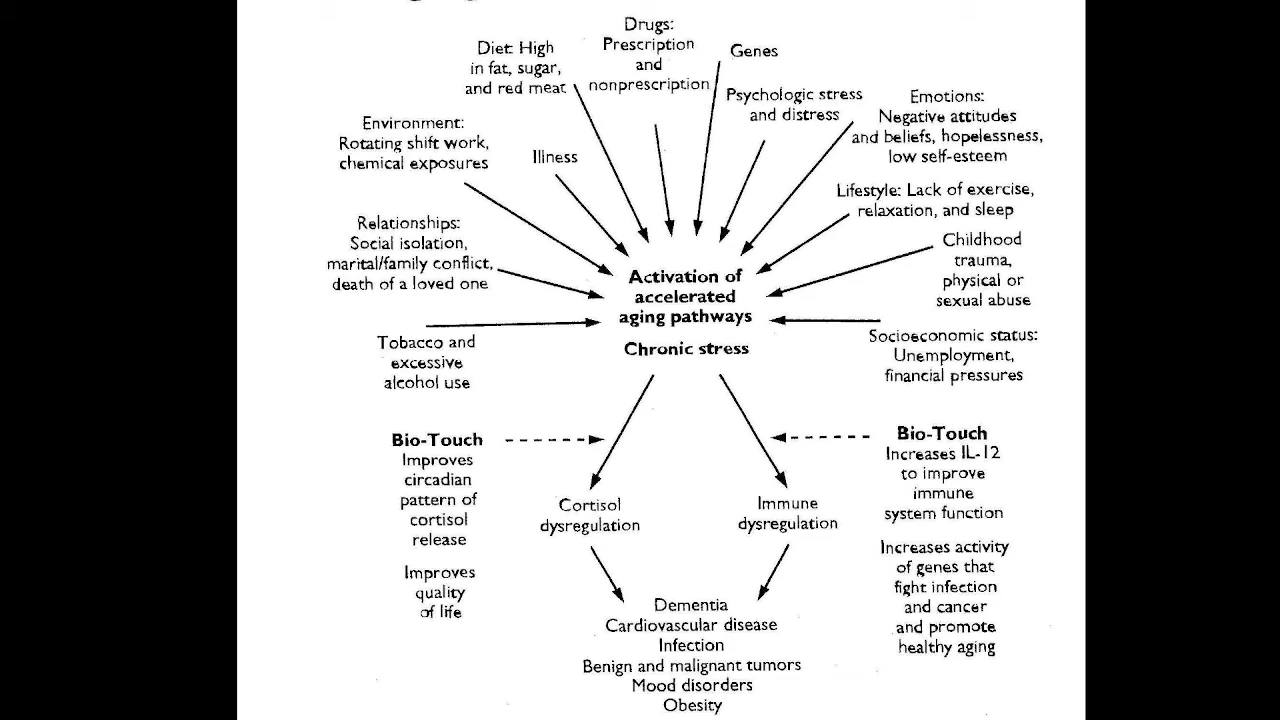 Drugs:
Prescription
and
nonprescription
Diet: High
in fat, sugar,
and red meat
Genes
Psychologic stress
and distress
Emotions:
Negative attitudes
and beliefs, hopelessness,
low self-esteem
Environment:
Rotating shift work,
chemical exposures
Illness
Lifestyle: Lack of exercise,
relaxation, and sleep
Relationships:
Social isolation,
marital/family conflict,
death of a loved one
Childhood
trauma,
physical or
sexual abuse
Activation of
accelerated
aging pathways
Chronic stress
Tobacco and
excessive
alcohol use
Socioeconomic status:
Unemployment,
financial pressures
Bio-Touch
Improves
circadian
pattern of
cortisol
release
Improves
quality
of life
Bio-Touch
Increases IL-12
to improve
immune
system function
Increases activity
of genes that
fight infection
and cancer
and promote
healthy aging
Cortisol
dysregulation
Immune
dysregulation
Dementia
Cardiovascular disease
Infection
Benign and malignant tumors
Mood disorders
Obesity